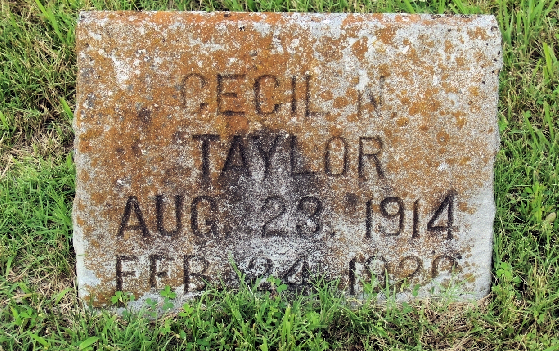 CECIL N.
TAYLOR
AUG. 23. 1914
FEB. 24.